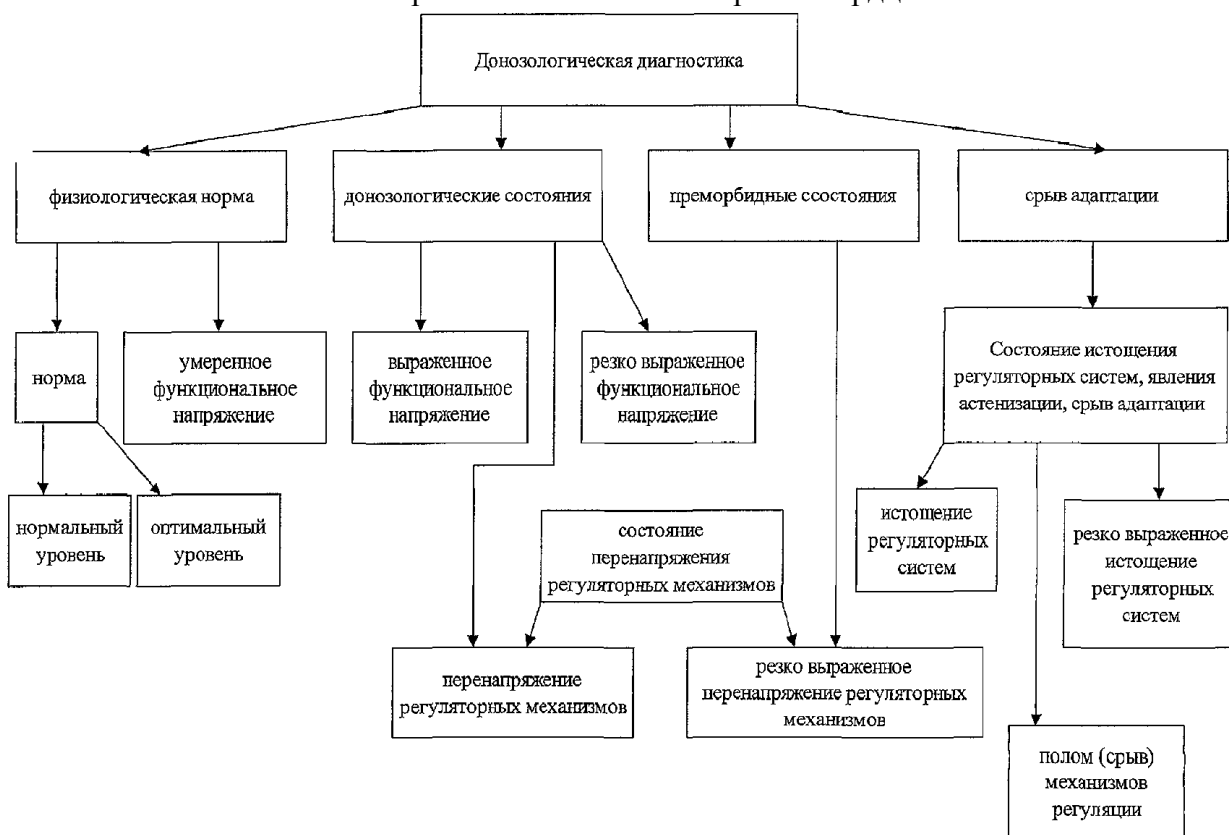 Донозологическая диагностика
физиологическая норма
донозологические состояния
преморбидные ссостояния
срыв адаптации
норма
умеренное
функциональное
напряжение
выраженное
функциональное
напряжение
резко выраженное
функциональное
напряжение
Состояние истощения
регуляторных систем, явления
астенизации, срыв адаптации
нормальный
уровень
оптимальный
уровень
состояние
перенапряжения
регуляторных механизмов
истощение
регуляторных
систем
резко выраженное
истощение
регуляторных
систем
перенапряжение
регуляторных механизмов
резко выраженное
перенапряжение регуляторных
механизмов
полом (срыв)
механизмов
регуляции